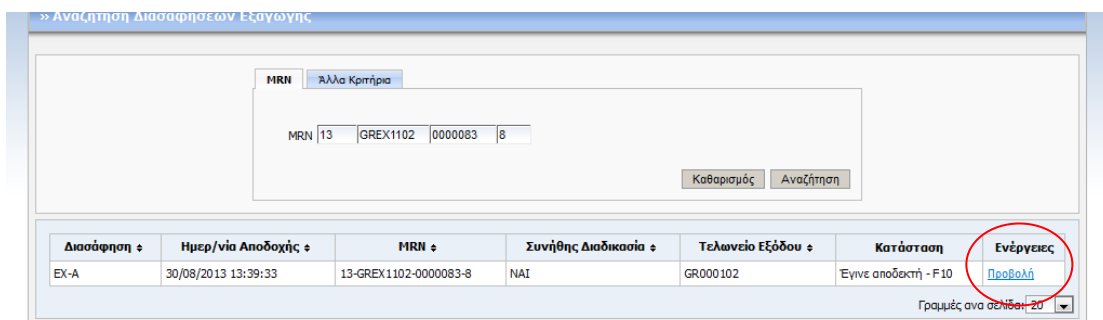 » Αναζήτηση Διασαφήσεων Εξαγωγής
MRN Άλλα Κριτήρια
MRN 13 GREX1102 0000083 8
Καθαρισμός Αναζήτηση
Διασάφηση Ημερ/νία Αποδοχής MRN Συνήθης Διαδικασία Τελωνείο Εξόδου Κατάσταση Ενέργειες
EX-A 30/08/2013 13:39:33 13-GREX1102-0000083-8 ΝΑΙ GR000102 Έγινε αποδεκτή - F10 Προβολή
Γραμμές ανα σελίδα: 20